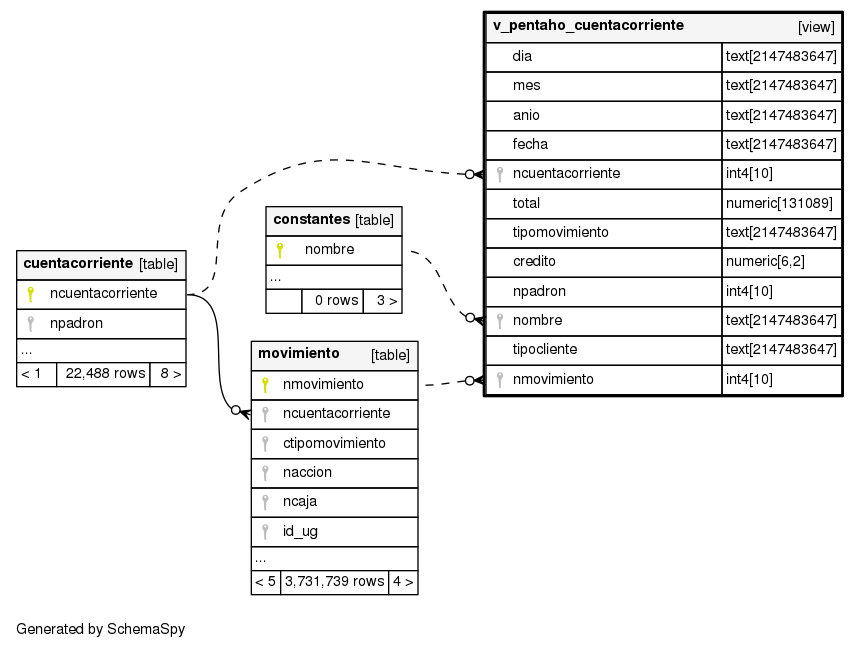 v_pentaho_cuentacorriente [view]
dia text[2147483647]
mes text[2147483647]
anio text[2147483647]
fecha text[2147483647]
ncuentacorriente int4[10]
total numeric[131089]
tipomovimiento text[2147483647]
credito numeric[6,2]
npadron int4[10]
nombre text[2147483647]
tipocliente text[2147483647]
nmovimiento int4[10]
constantes [table]
nombre
...
0 rows 3 >
cuentacorriente [table]
ncuentacorriente
npadron
...
< 1 22,488 rows 8 >
movimiento [table]
nmovimiento
ncuentacorriente
ctipomovimiento
naccion
ncaja
id_ug
...
< 5 3,731,739 rows 4 >
Generated by SchemaSpy